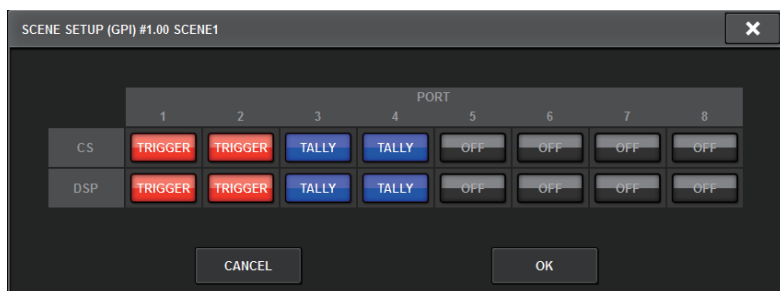 SCENE SETUP (GPI) #1.00 SCENE1
PORT
1 2 3 4 5 6 7 8
CS TRIGGER TRIGGER TALLY TALLY OFF OFF OFF OFF
DSP TRIGGER TRIGGER TALLY TALLY OFF OFF OFF OFF
CANCEL OK